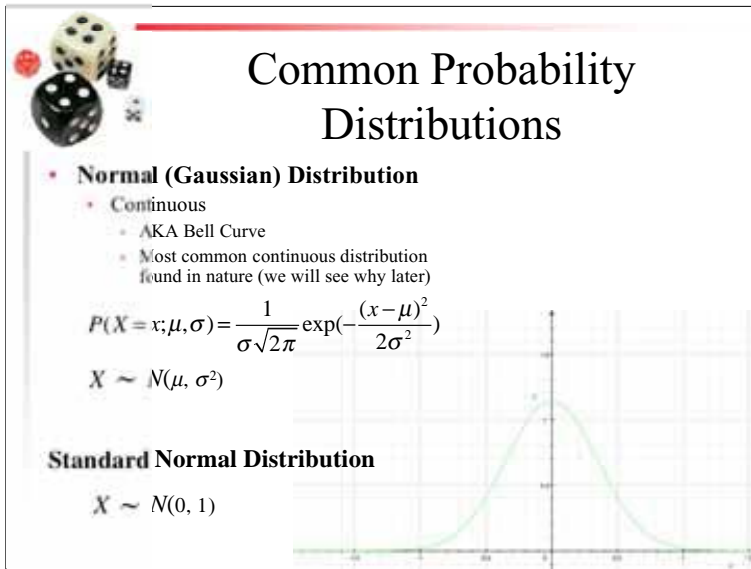 Common Probability
Distributions
• Normal (Gaussian) Distribution
• Continuous
• AKA Bell Curve
• Most common continuous distribution
found in nature (we will see why later)
P(X = x; μ, σ) = 1/(σ√2π) exp(−(x − μ)²/2σ²)
X ~ N(μ, σ²)
Standard Normal Distribution
X ~ N(0, 1)